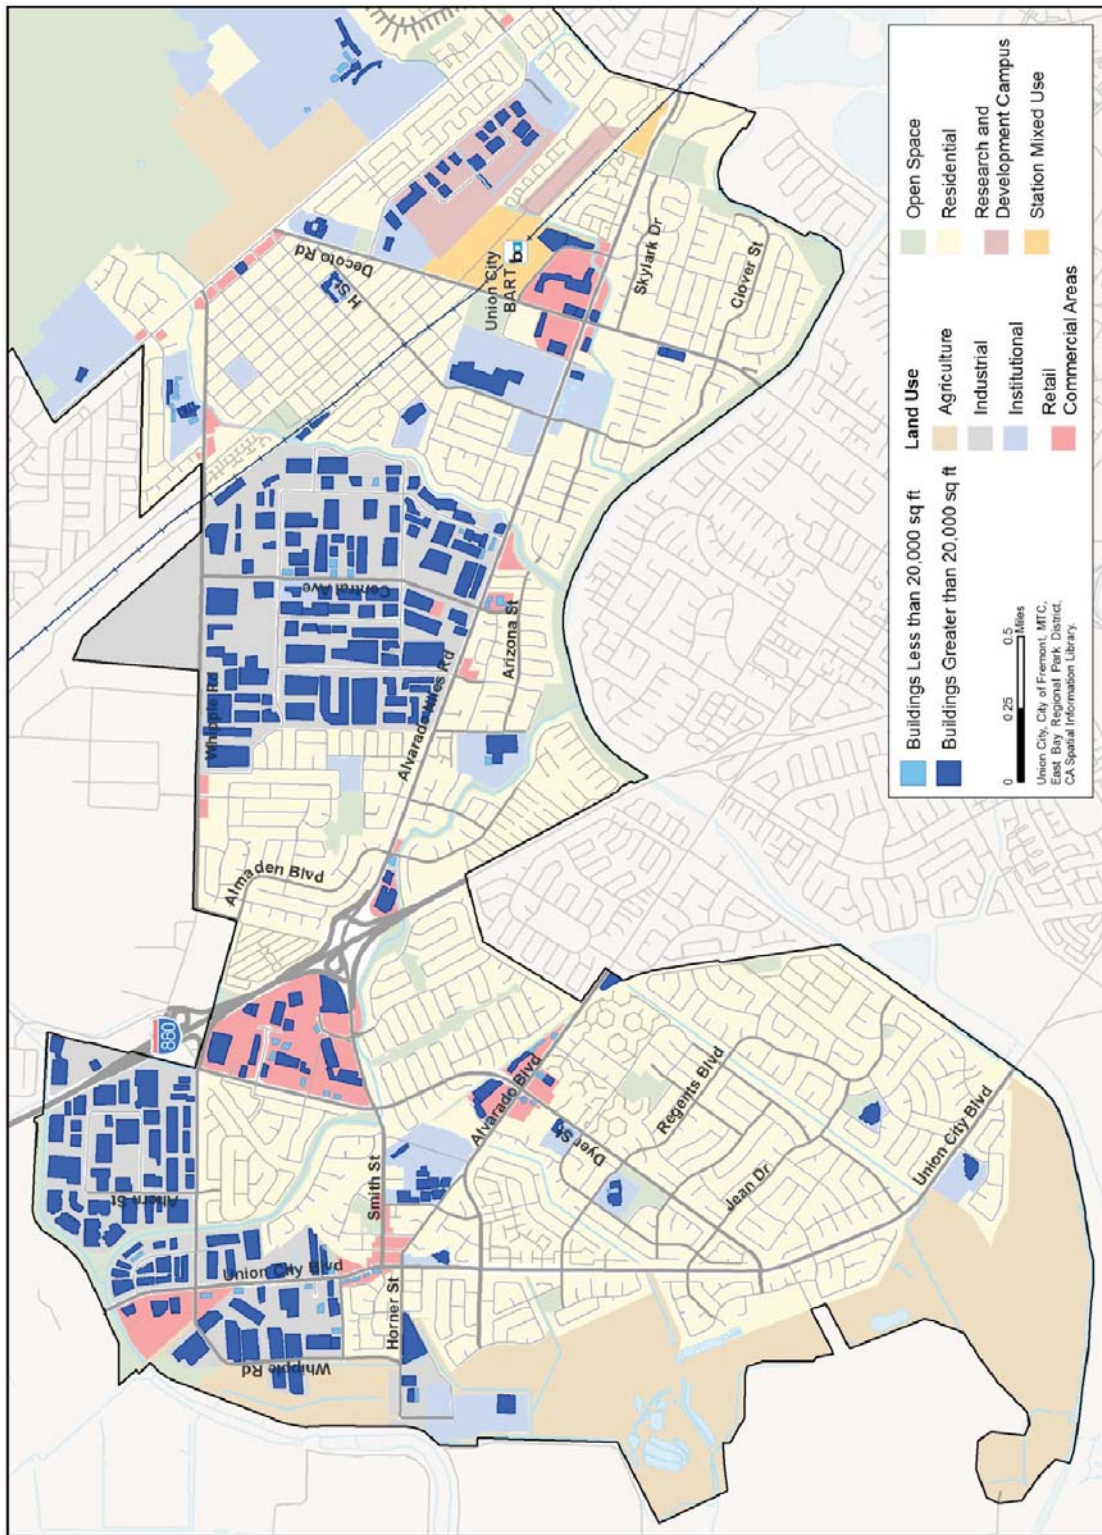 Decoto Rd
H St
Union City
BART
ba
Skylark Dr
Clover St
Whipple Rd
Central Ave
Alvarado Niles Rd
Arizona St
Almaden Blvd
880
Ahern St
Union City Blvd
Smith St
Alvarado Blvd
Dyer St
Regents Blvd
Jean Dr
Union City Blvd
Horner St
Whipple Rd
Buildings Less than 20,000 sq ft
Buildings Greater than 20,000 sq ft
0 0.25 0.5
Miles
Union City, City of Fremont, MTC,
East Bay Regional Park District,
CA Spatial Information Library.
Land Use
Agriculture
Industrial
Institutional
Retail
Commercial Areas
Open Space
Residential
Research and
Development Campus
Station Mixed Use